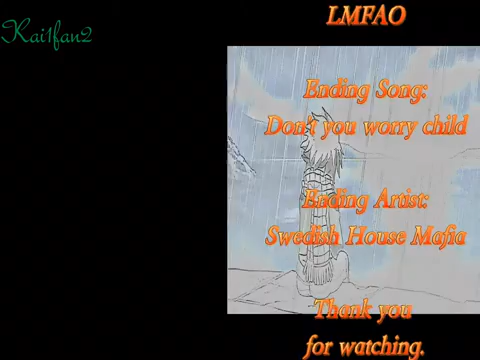 Kai1fan2
LMFAO
Ending Song:
Don't you worry child
Ending Artist:
Swedish House Mafia
Thank you
for watching.